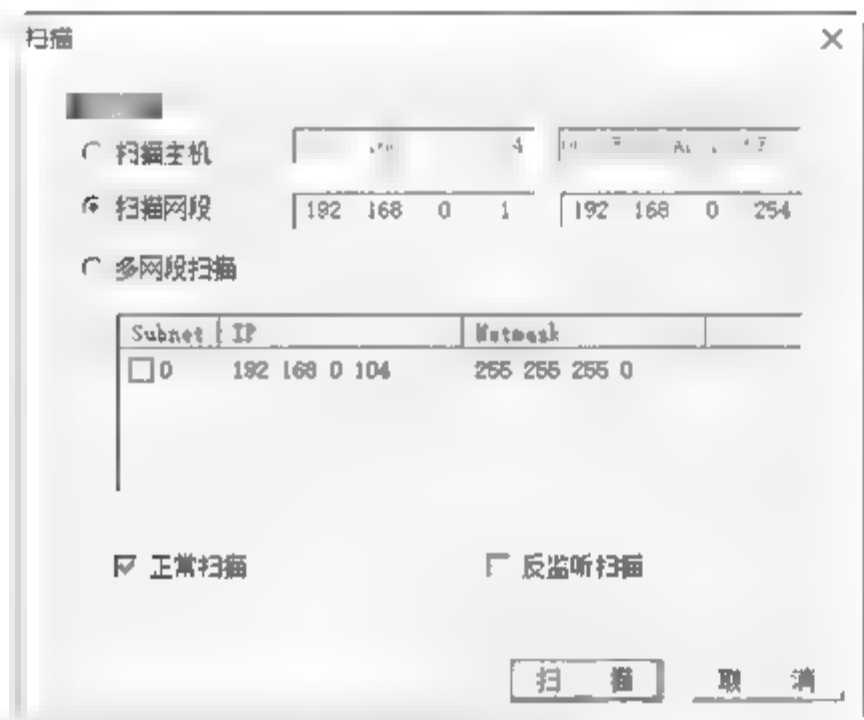 扫描
扫描主机
扫描网段 192 168 0 1 192 168 0 254
多网段扫描
Subnet IP Netmask
0 192 168 0 104 255 255 255 0
正常扫描 反监听扫描
扫 描 取 消